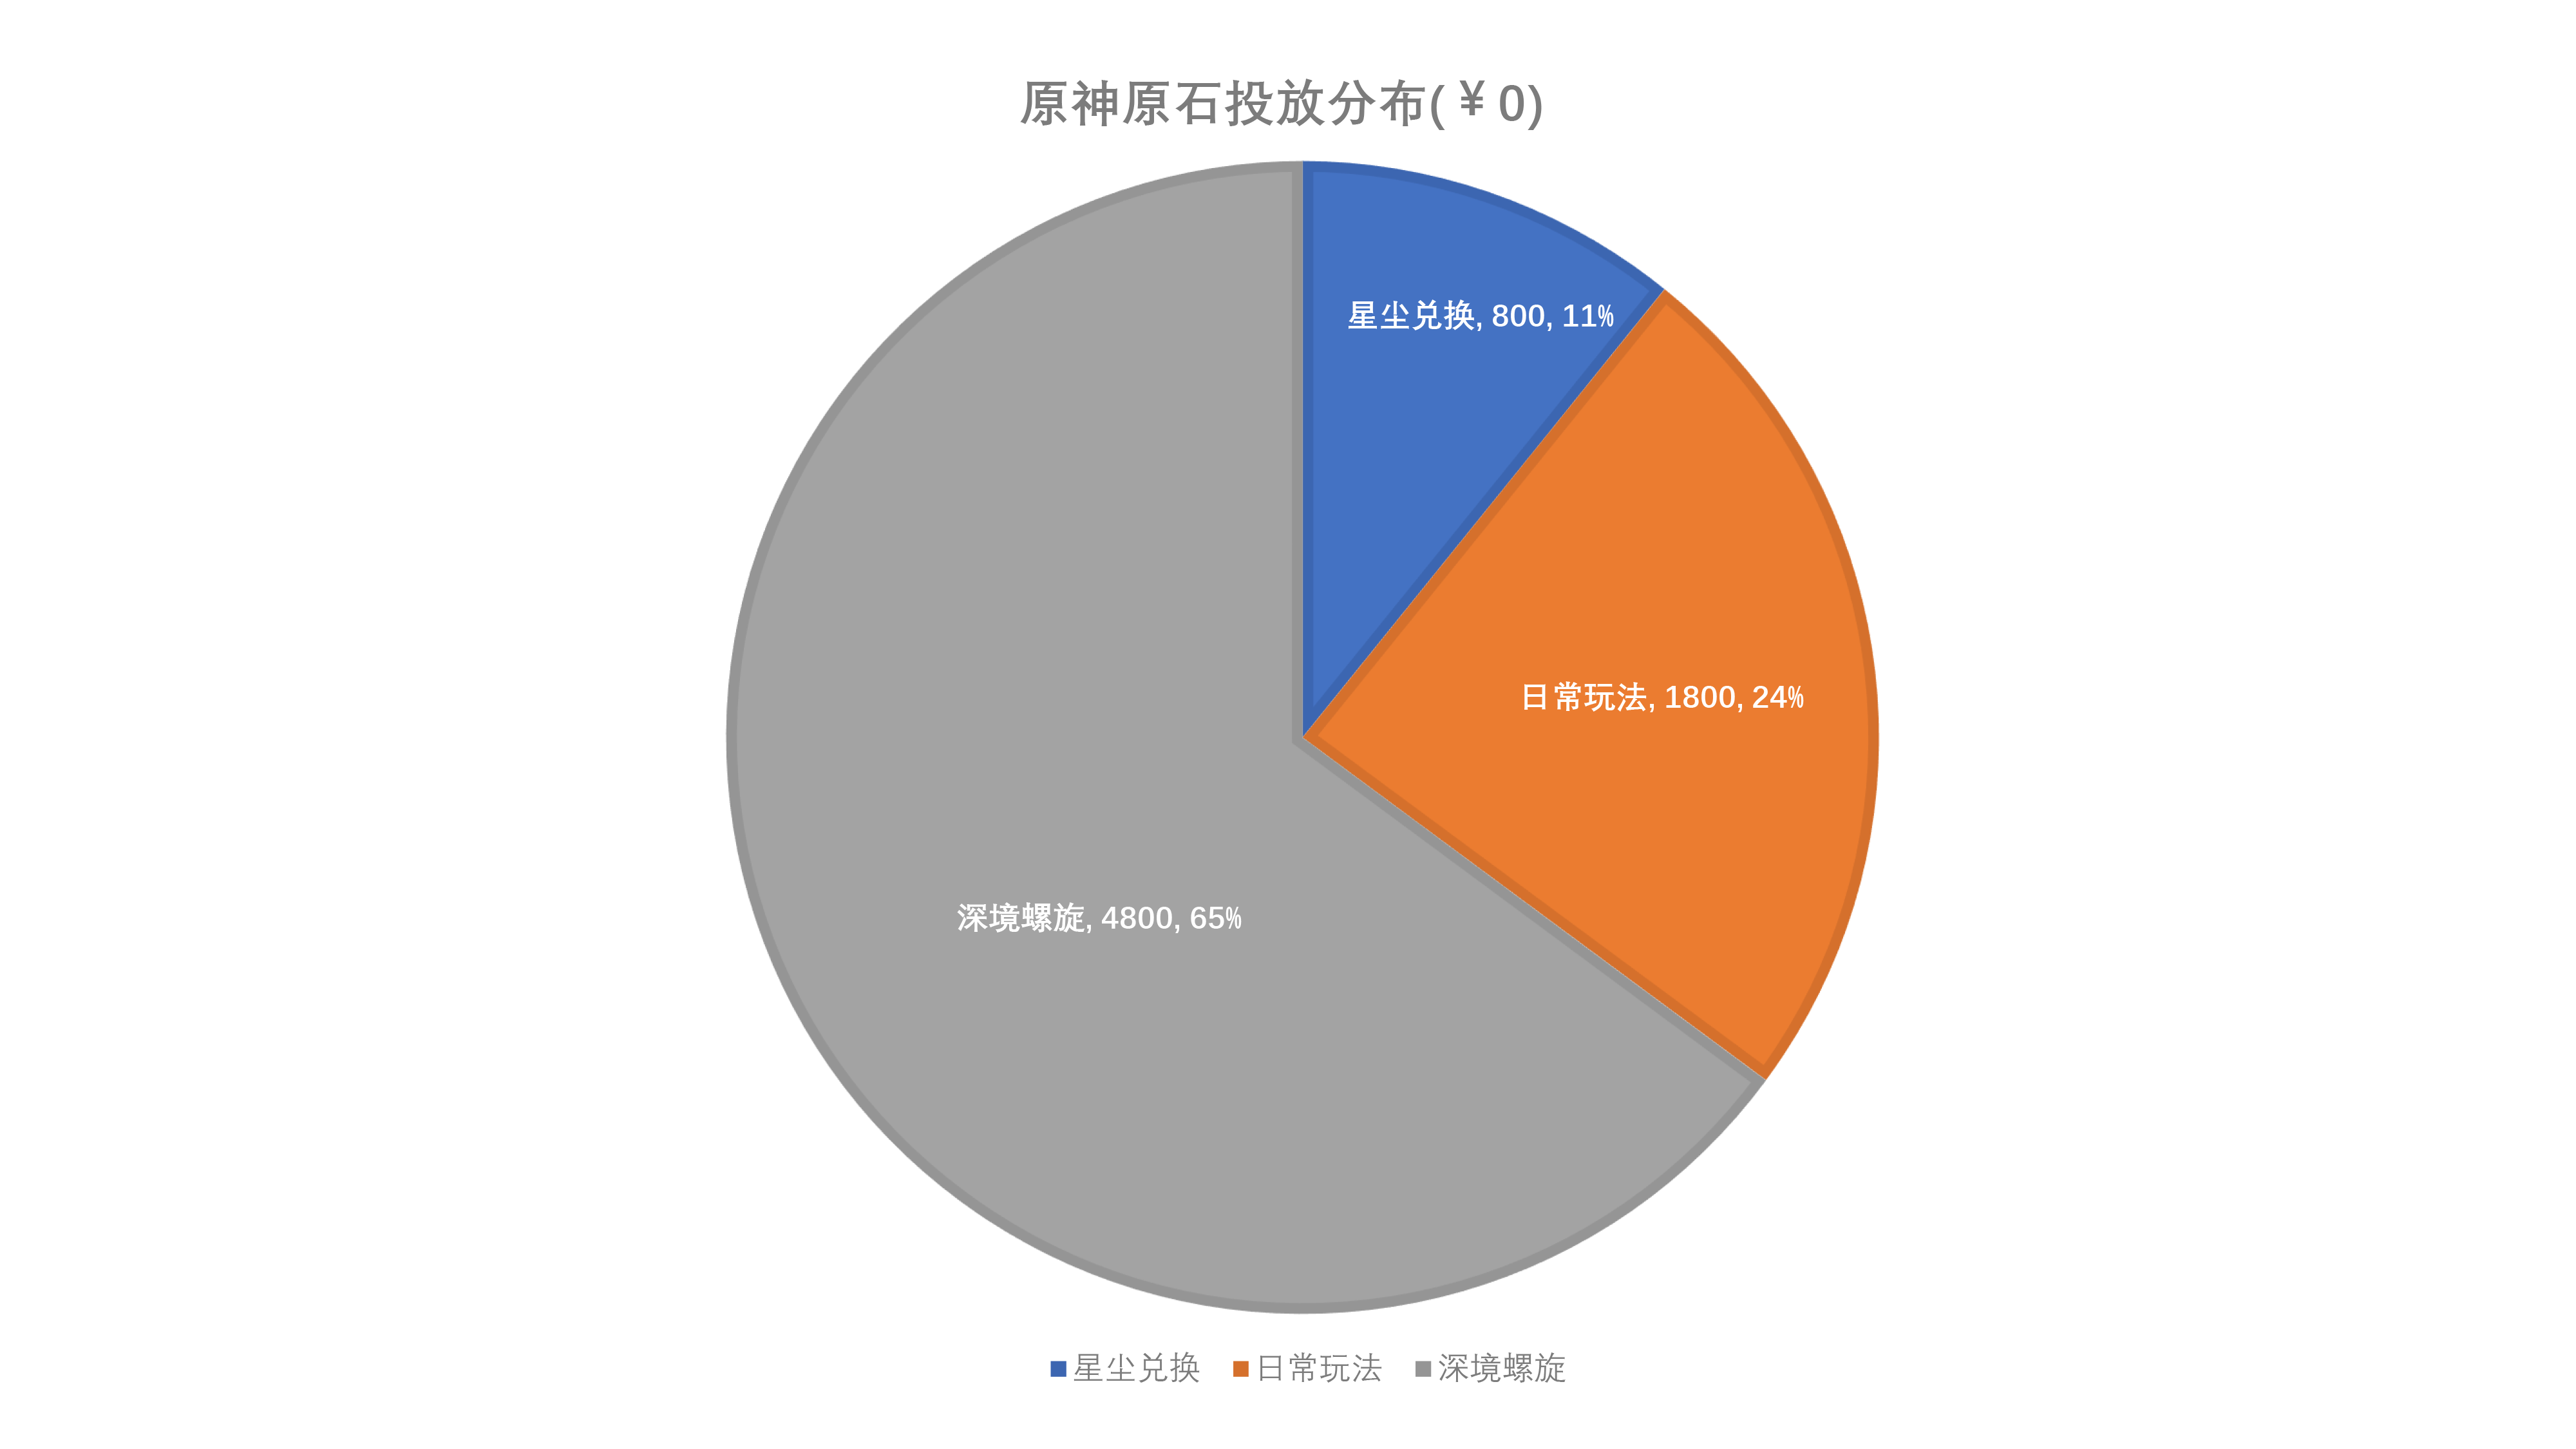 原神原石投放分布(￥0)
星尘兑换, 800, 11%
日常玩法, 1800, 24%
深境螺旋, 4800, 65%
星尘兑换 日常玩法 深境螺旋